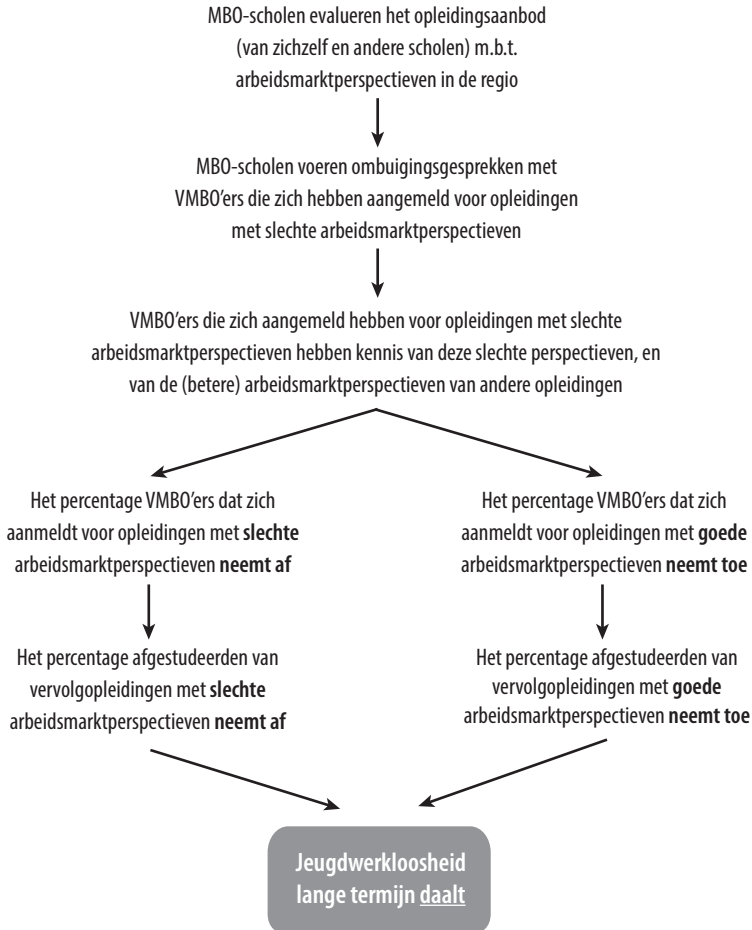 MBO-scholen evalueren het opleidingsaanbod
(van zichzelf en andere scholen) m.b.t.
arbeidsmarktperspectieven in de regio
MBO-scholen voeren ombuigingsgesprekken met
VMBO'ers die zich hebben aangemeld voor opleidingen
met slechte arbeidsmarktperspectieven
VMBO'ers die zich aangemeld hebben voor opleidingen met slechte
arbeidsmarktperspectieven hebben kennis van deze slechte perspectieven, en
van de (betere) arbeidsmarktperspectieven van andere opleidingen
Het percentage VMBO'ers dat zich
aanmeldt voor opleidingen met slechte
arbeidsmarktperspectieven neemt af
Het percentage VMBO'ers dat zich
aanmeldt voor opleidingen met goede
arbeidsmarktperspectieven neemt toe
Het percentage afgestudeerden van
vervolgopleidingen met slechte
arbeidsmarktperspectieven neemt af
Het percentage afgestudeerden van
vervolgopleidingen met goede
arbeidsmarktperspectieven neemt toe
Jeugdwerkloosheid
lange termijn daalt